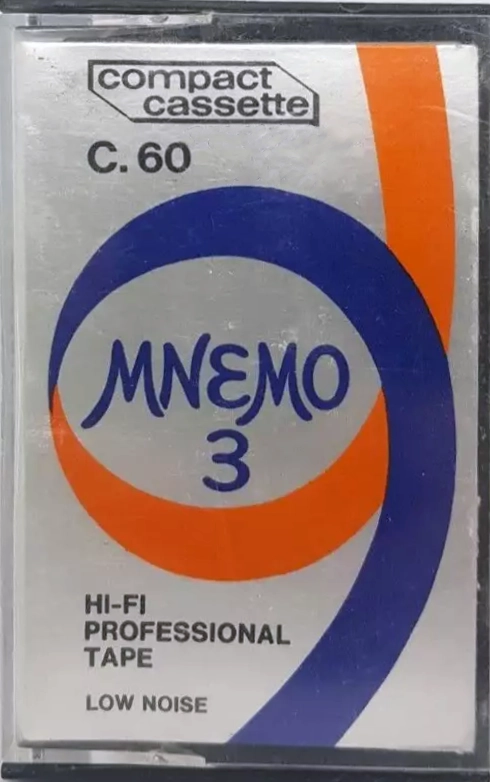 compact
cassette
C. 60
MNEMO
3
HI-FI
PROFESSIONAL
TAPE
LOW NOISE